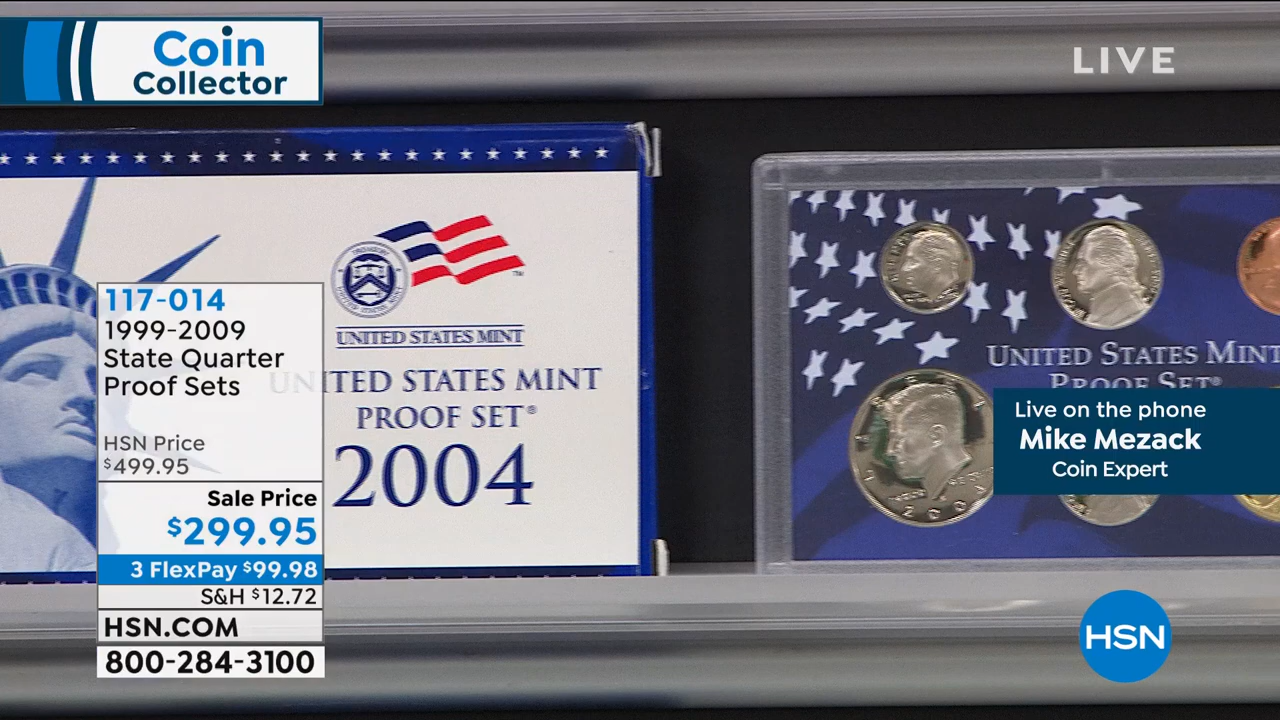 Coin
Collector
LIVE
117-014
1999-2009
State Quarter
Proof Sets
HSN Price
$499.95
Sale Price
$299.95
3 FlexPay $99.98
S&H $12.72
HSN.COM
800-284-3100
UNITED STATES MINT
UNITED STATES MINT
PROOF SET®
2004
UNITED STATES MINT
PROOF SET®
Live on the phone
Mike Mezack
Coin Expert
HSN